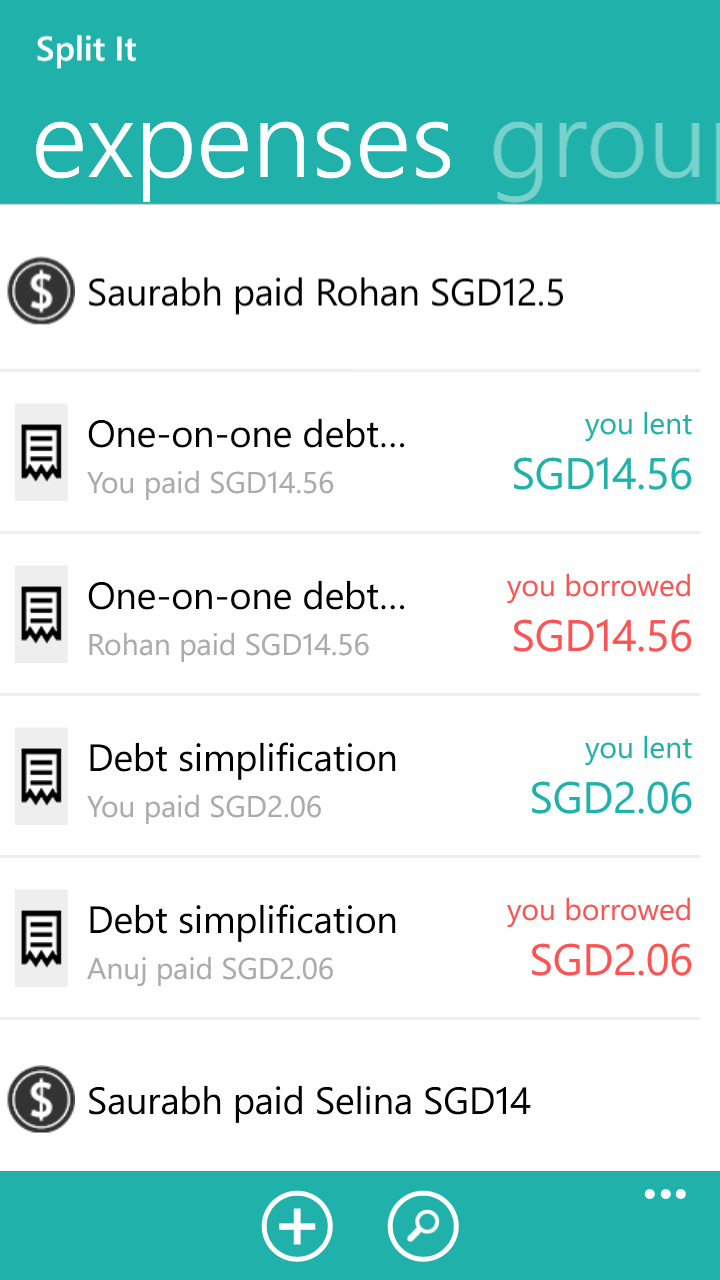 Split It
expenses group
Saurabh paid Rohan SGD12.5
One-on-one debt...
You paid SGD14.56
you lent
SGD14.56
One-on-one debt...
Rohan paid SGD14.56
you borrowed
SGD14.56
Debt simplification
You paid SGD2.06
you lent
SGD2.06
Debt simplification
Anuj paid SGD2.06
you borrowed
SGD2.06
Saurabh paid Selina SGD14